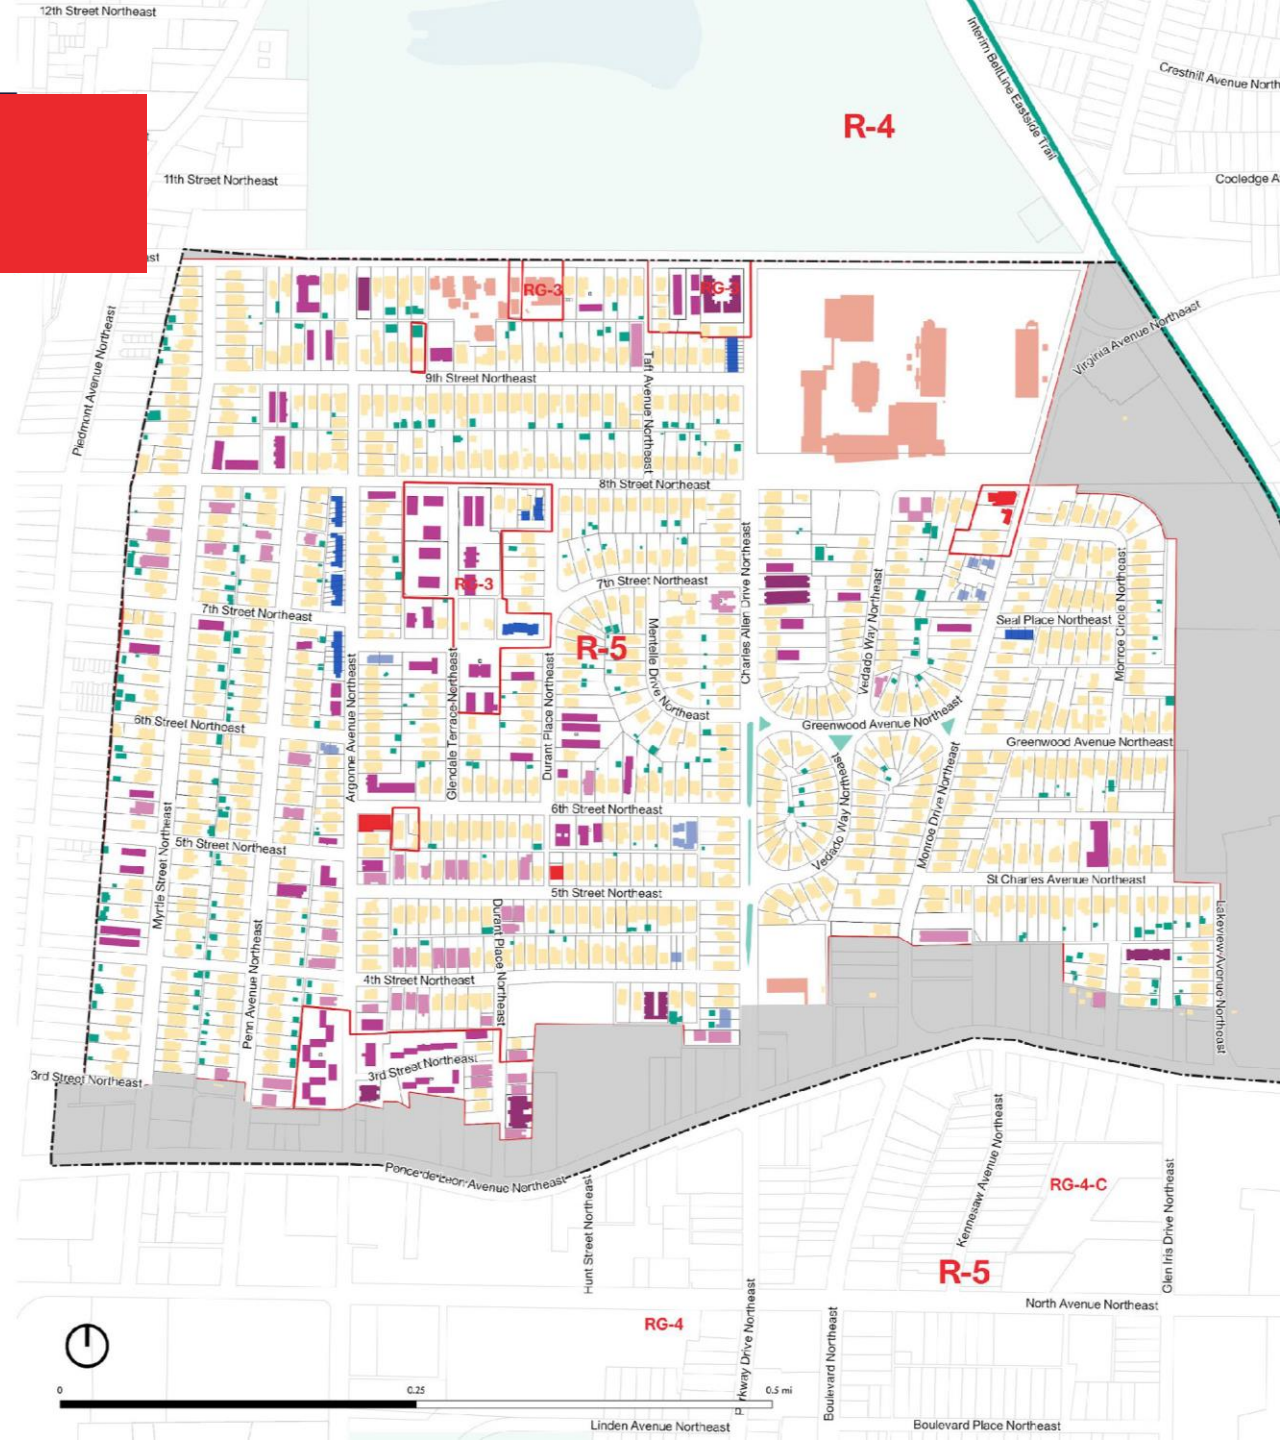 12th Street Northeast
Interim BeltLine Eastside Trail
R-4
11th Street Northeast
Piedmont Avenue Northeast
RG-3
Virginia Avenue Northeast
Taft Avenue Northeast
9th Street Northeast
8th Street Northeast
Charles Allen Drive Northeast
7th Street Northeast
RG-3
7th Street Northeast
R-5
Mentelle Drive Northeast
Vedado Way Northeast
Seal Place Northeast
Monroe Circle Northeast
Argonne Avenue Northeast
Glendale Terrace Northeast
Durant Place Northeast
6th Street Northeast
Greenwood Avenue Northeast
Greenwood Avenue Northeast
Vedado Way Northeast
Monroe Drive Northeast
Myrtle Street Northeast
6th Street Northeast
5th Street Northeast
St Charles Avenue Northeast
5th Street Northeast
Durant Place Northeast
Penn Avenue Northeast
Lakeview Avenue Northeast
4th Street Northeast
3rd Street Northeast
3rd Street Northeast
Ponce de Leon Avenue Northeast
Hunt Street Northeast
Kennesaw Avenue Northeast
RG-4-C
Glen Iris Drive Northeast
R-5
North Avenue Northeast
RG-4
Boulevard Northeast
0
0.25
0.5 mi
Linden Avenue Northeast
Boulevard Place Northeast